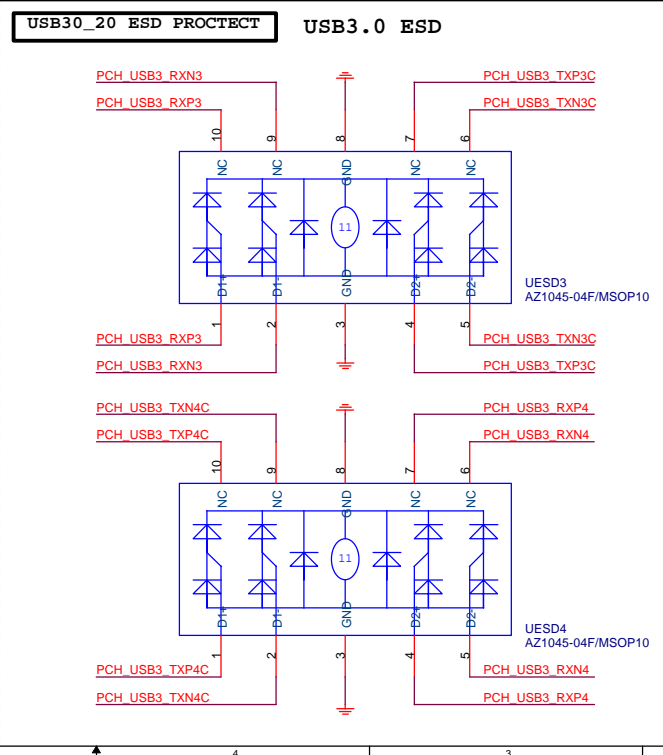 USB30_20 ESD PROCTECT
USB3.0 ESD
PCH_USB3_RXN3
PCH_USB3_TXP3C
PCH_USB3_RXP3
PCH_USB3_TXN3C
10 9 8 7 6
NC NC GND NC NC
11
D1+ D1- GND D2+ D2-
UESD3
AZ1045-04F/MSOP10
1 2 3 4 5
PCH_USB3_RXP3
PCH_USB3_TXN3C
PCH_USB3_RXN3
PCH_USB3_TXP3C
PCH_USB3_TXN4C
PCH_USB3_RXP4
PCH_USB3_TXP4C
PCH_USB3_RXN4
10 9 8 7 6
NC NC GND NC NC
11
D1+ D1- GND D2+ D2-
UESD4
AZ1045-04F/MSOP10
1 2 3 4 5
PCH_USB3_TXP4C
PCH_USB3_RXN4
PCH_USB3_TXN4C
PCH_USB3_RXP4
4 3